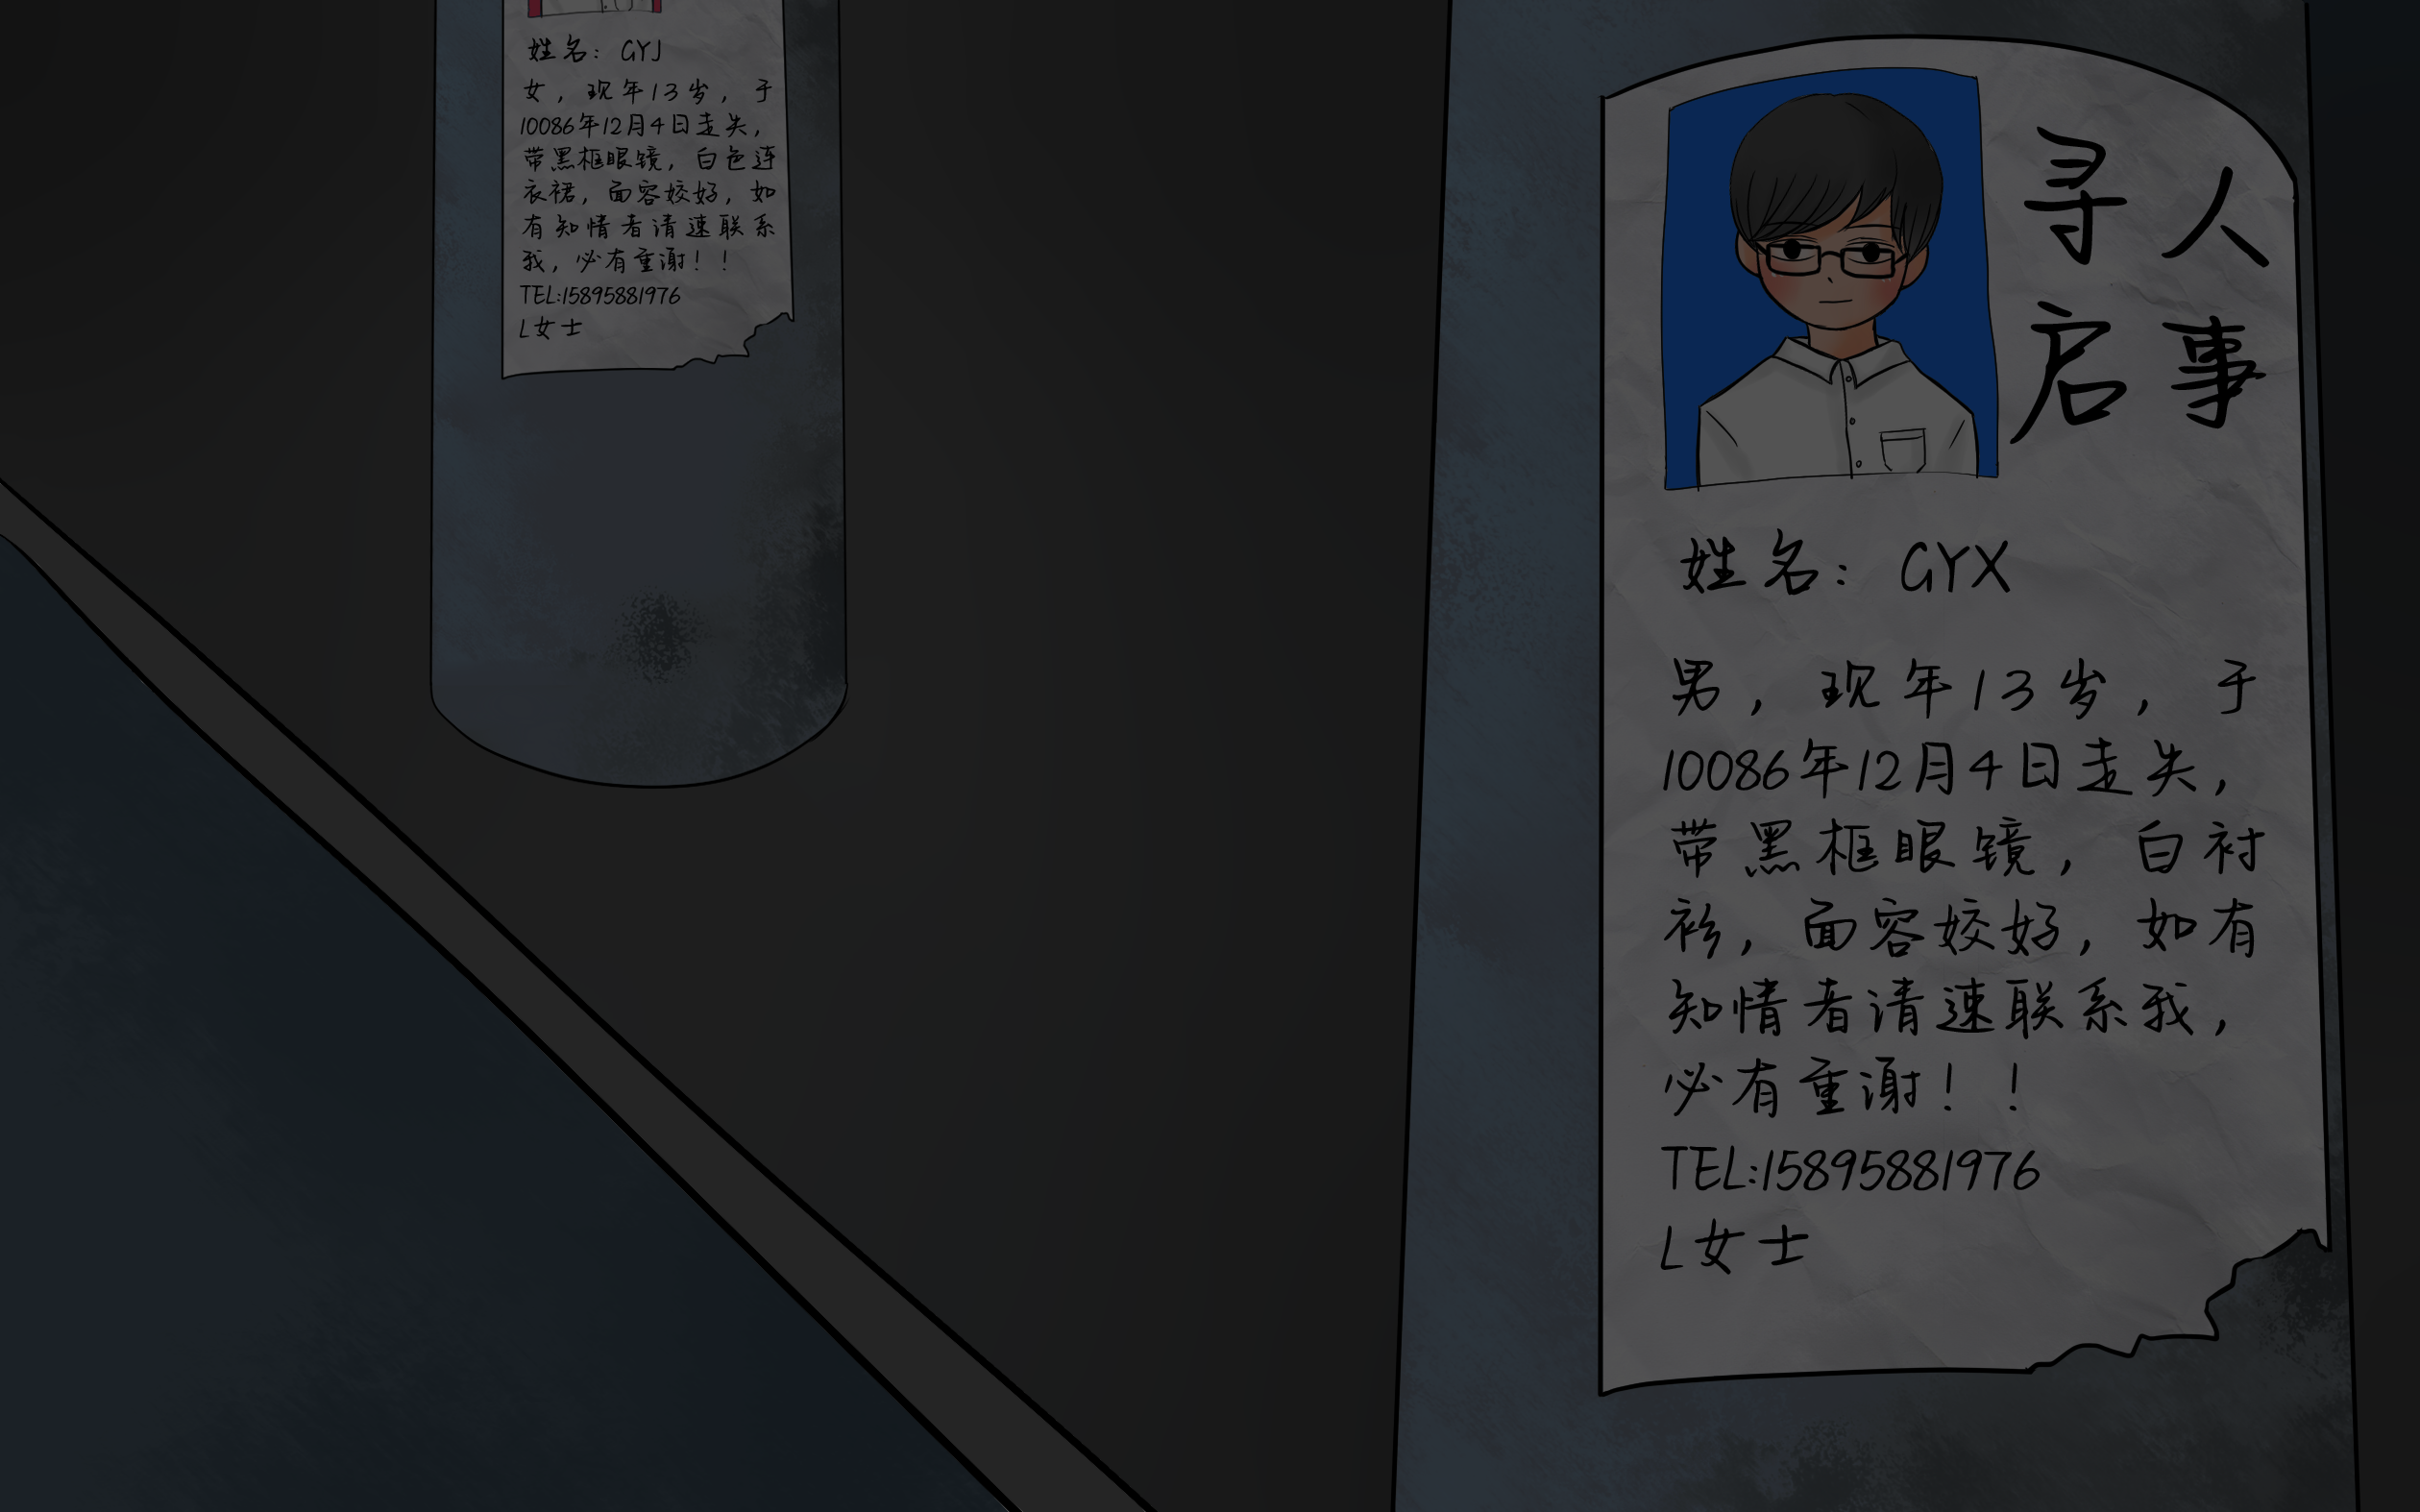 姓名：GYJ
女，现年13岁，于
10086年12月4日走失，
带黑框眼镜，白色连
衣裙，面容姣好，如
有知情者请速联系
我，必有重谢！！
TEL:15895881976
L女士
寻人
启事
姓名：GYX
男，现年13岁，于
10086年12月4日走失，
带黑框眼镜，白衬
衫，面容姣好，如有
知情者请速联系我，
必有重谢！！
TEL:15895881976
L女士